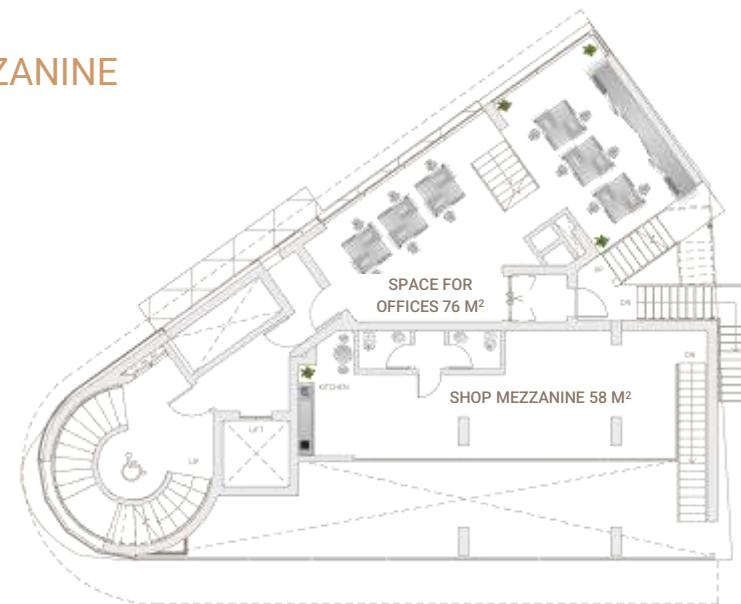 ZANINE
SPACE FOR
OFFICES 76 M²
DN
SHOP MEZZANINE 58 M²
DN
KITCHEN
LIFT
UP